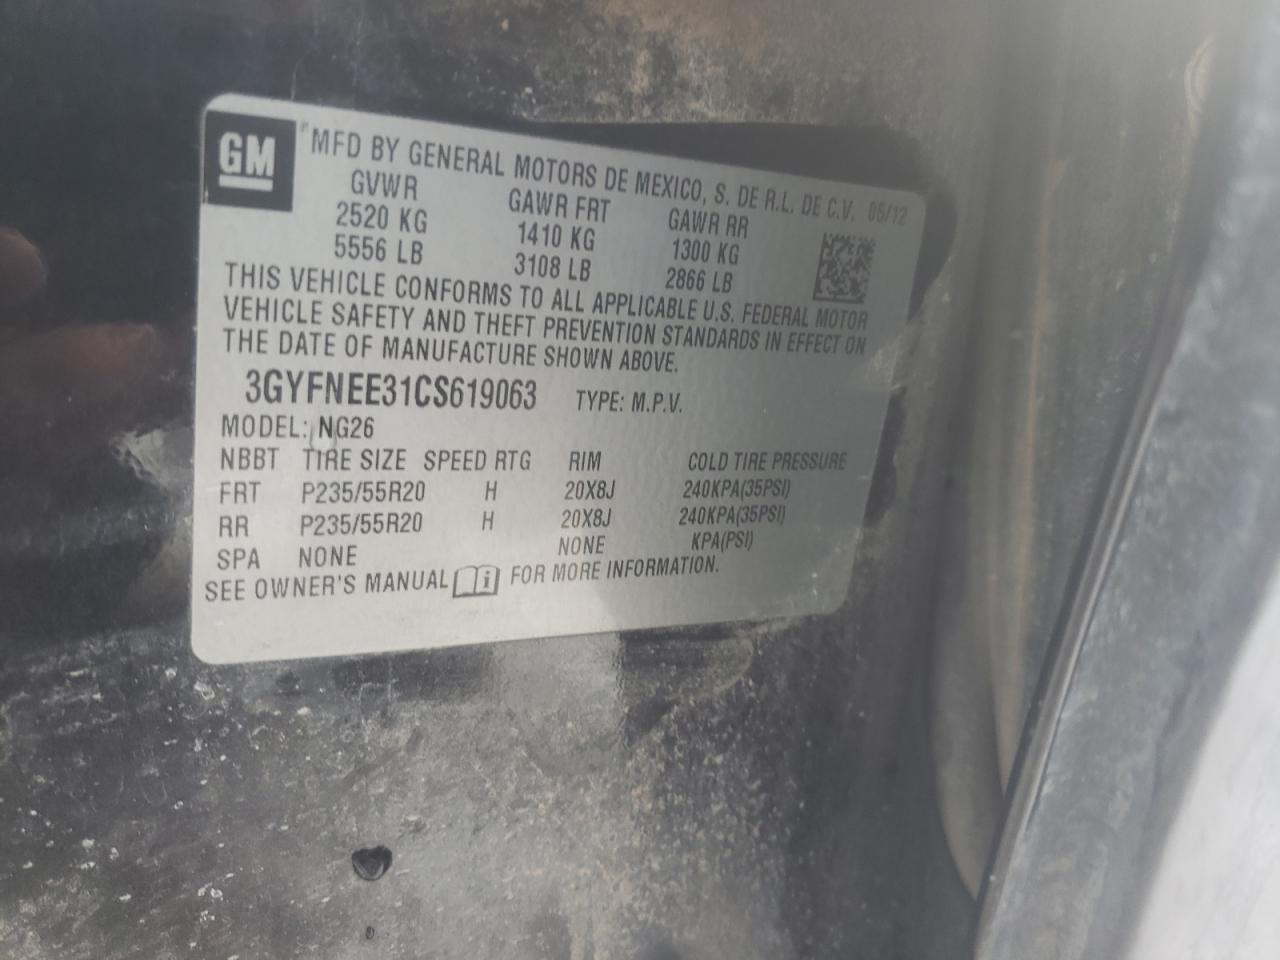 GM
MFD BY GENERAL MOTORS DE MEXICO, S. DE R.L. DE C.V. 05/12
GVWR GAWR FRT GAWR RR
2520 KG 1410 KG 1300 KG
5556 LB 3108 LB 2866 LB
THIS VEHICLE CONFORMS TO ALL APPLICABLE U.S. FEDERAL MOTOR
VEHICLE SAFETY AND THEFT PREVENTION STANDARDS IN EFFECT ON
THE DATE OF MANUFACTURE SHOWN ABOVE.
3GYFNEE31CS619063 TYPE: M.P.V.
MODEL: NG26
NBBT TIRE SIZE SPEED RTG RIM COLD TIRE PRESSURE
FRT P235/55R20 H 20X8J 240KPA(35PSI)
RR P235/55R20 H 20X8J 240KPA(35PSI)
SPA NONE NONE KPA(PSI)
SEE OWNER'S MANUAL i FOR MORE INFORMATION.